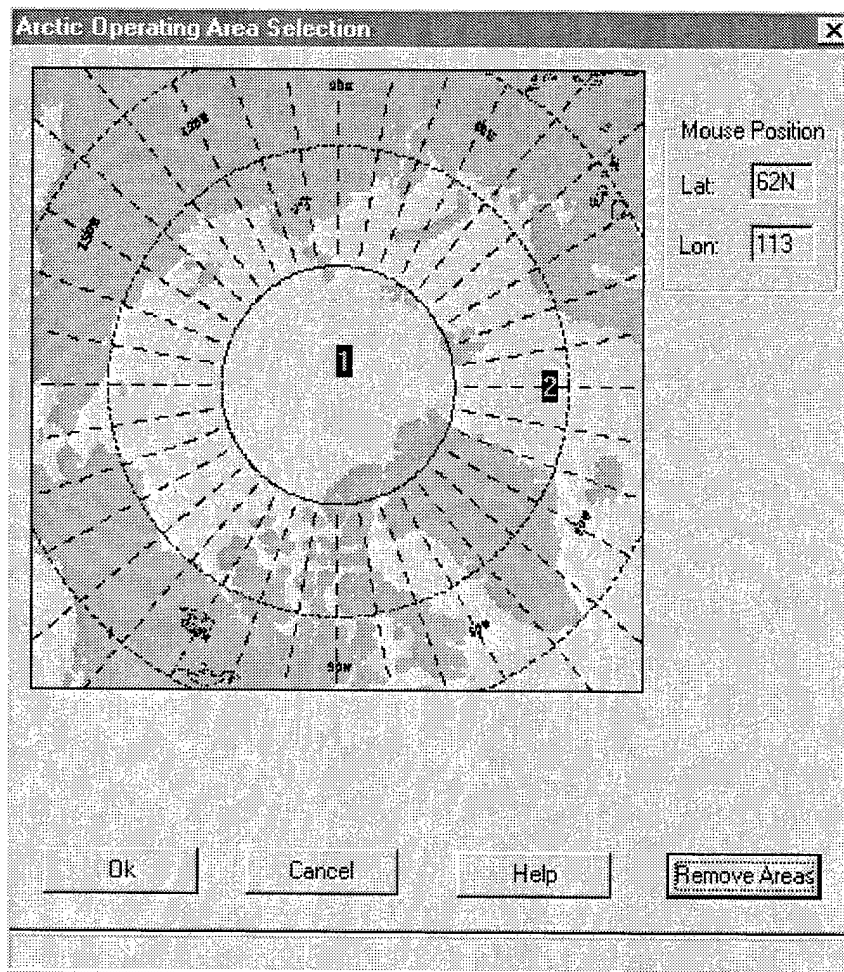 Arctic Operating Area Selection
Mouse Position
Lat: 62N
Lon: 113
1
2
Ok
Cancel
Help
Remove Areas